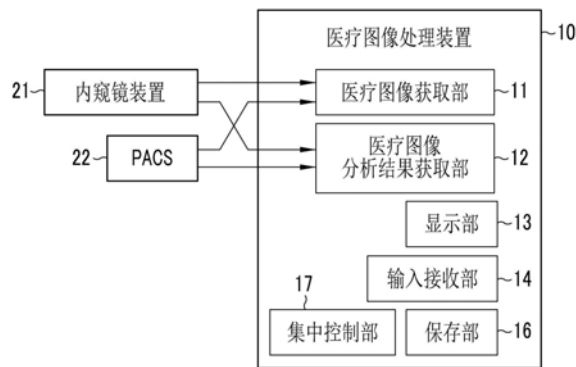 医疗图像处理装置
10
21
内窥镜装置
医疗图像获取部
11
22
PACS
医疗图像
分析结果获取部
12
显示部
13
输入接收部
14
17
集中控制部
保存部
16